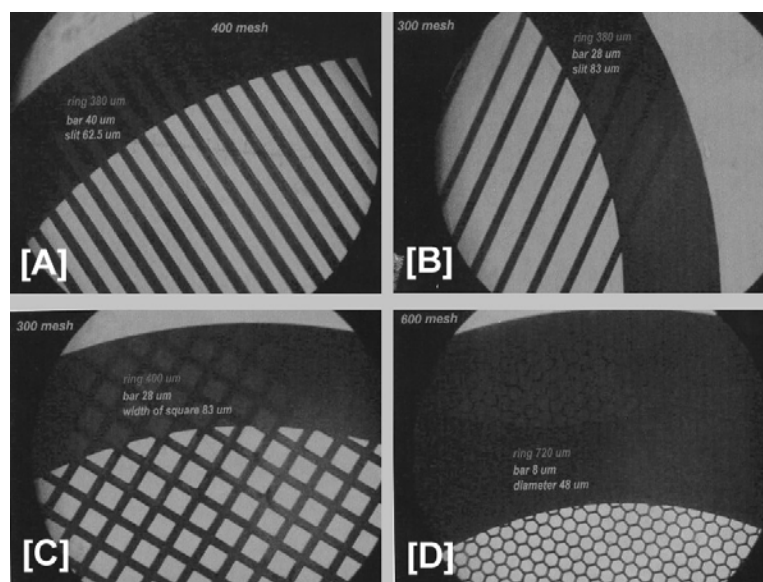 400 mesh
ring 380 um
bar 40 um
slit 62.5 um
[A]
300 mesh
ring 380 um
bar 28 um
slit 83 um
[B]
300 mesh
ring 400 um
bar 28 um
width of square 83 um
[C]
600 mesh
ring 720 um
bar 8 um
diameter 48 um
[D]